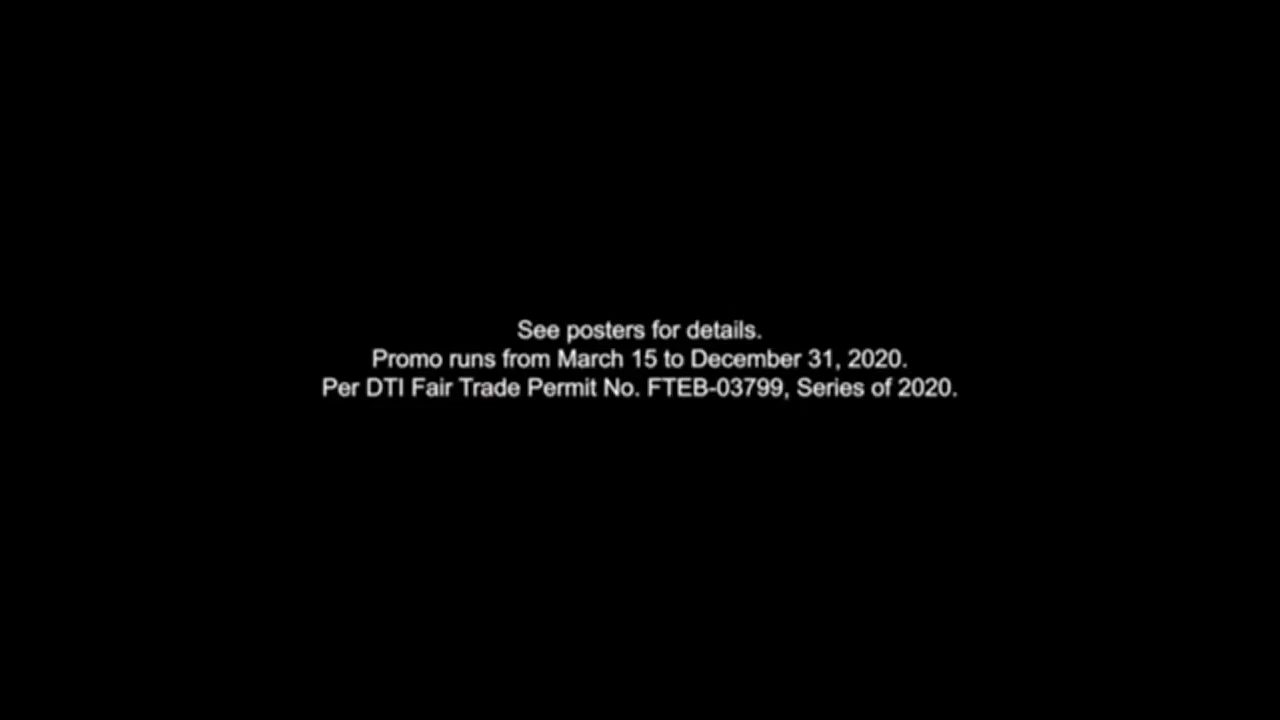 See posters for details.
Promo runs from March 15 to December 31, 2020.
Per DTI Fair Trade Permit No. FTEB-03799, Series of 2020.